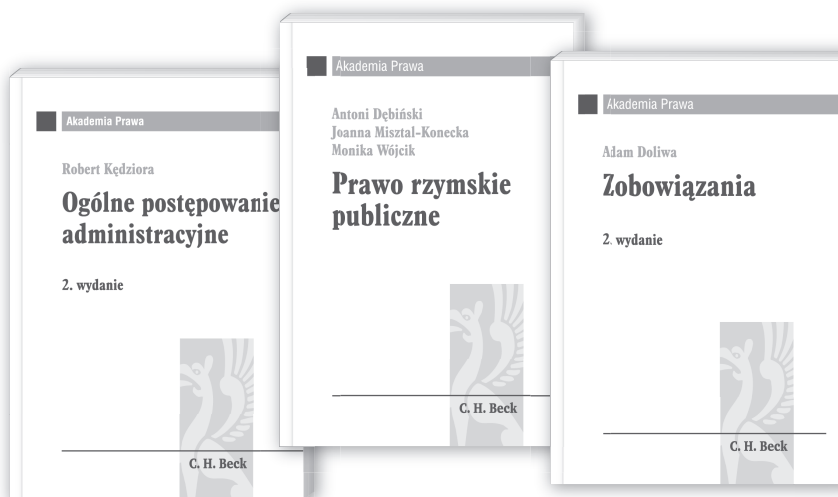 Akademia Prawa
Robert Kędziora
Ogólne postępowanie
administracyjne
2. wydanie
C. H. Beck
Akademia Prawa
Antoni Dębiński
Joanna Misztal-Konecka
Monika Wójcik
Prawo rzymskie
publiczne
C. H. Beck
Akademia Prawa
Adam Doliwa
Zobowiązania
2. wydanie
C. H. Beck